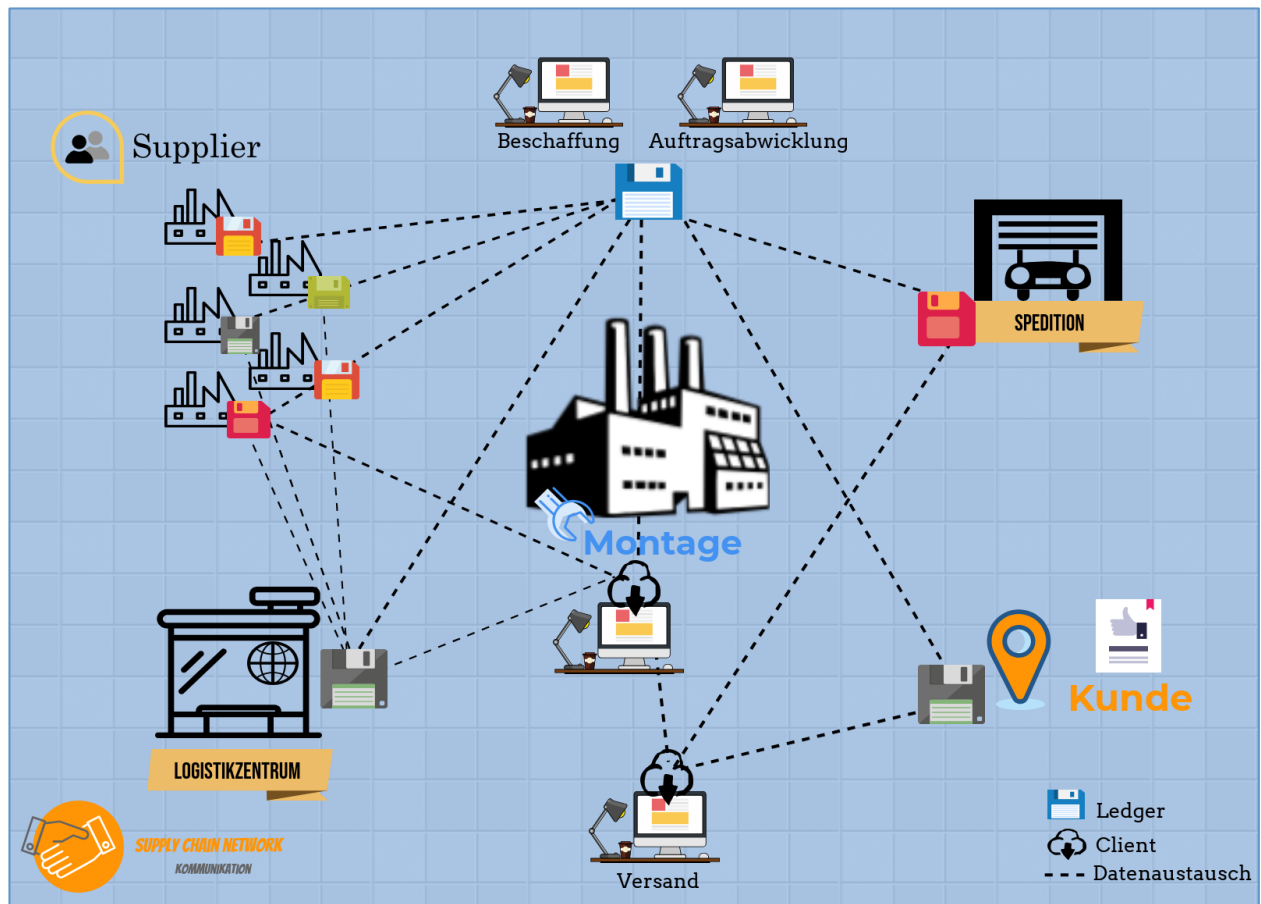 Beschaffung
Auftragsabwicklung
Supplier
SPEDITION
Montage
Kunde
LOGISTIKZENTRUM
SUPPLY CHAIN NETWORK
KOMMUNIKATION
Versand
Ledger
Client
Datenaustausch